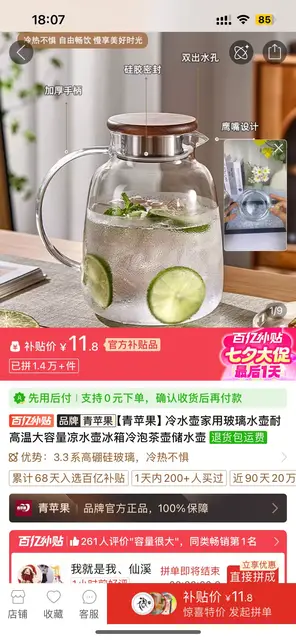 18:07
85
冷热不惧 自由畅饮 惬享美好时光
双出水孔
硅胶密封
加厚手柄
鹰嘴设计
1/9
补贴价 ¥11.8 官方补贴品
已拼1.4万+件
百亿补贴
七夕大促
最后1天
先用后付 | 支持0元下单，确认收货后再付款
百亿补贴 品牌 青苹果 【青苹果】冷水壶家用玻璃水壶耐
高温大容量凉水壶冰箱冷泡茶壶储水壶 退货包运费
优势：3.3系高硼硅玻璃，冷热不惧
累计68天入选百亿补贴 1天内200+人买过 近90天20万
青苹果 | 品牌官方正品，100%保障
百亿补贴 261人评价"容量很大"，同类畅销第1名
我就是我、仙溪
拼单即将结束
立享优惠
直接拼成
店铺
收藏
客服
补贴价 ¥11.8
惊喜特价 发起拼单